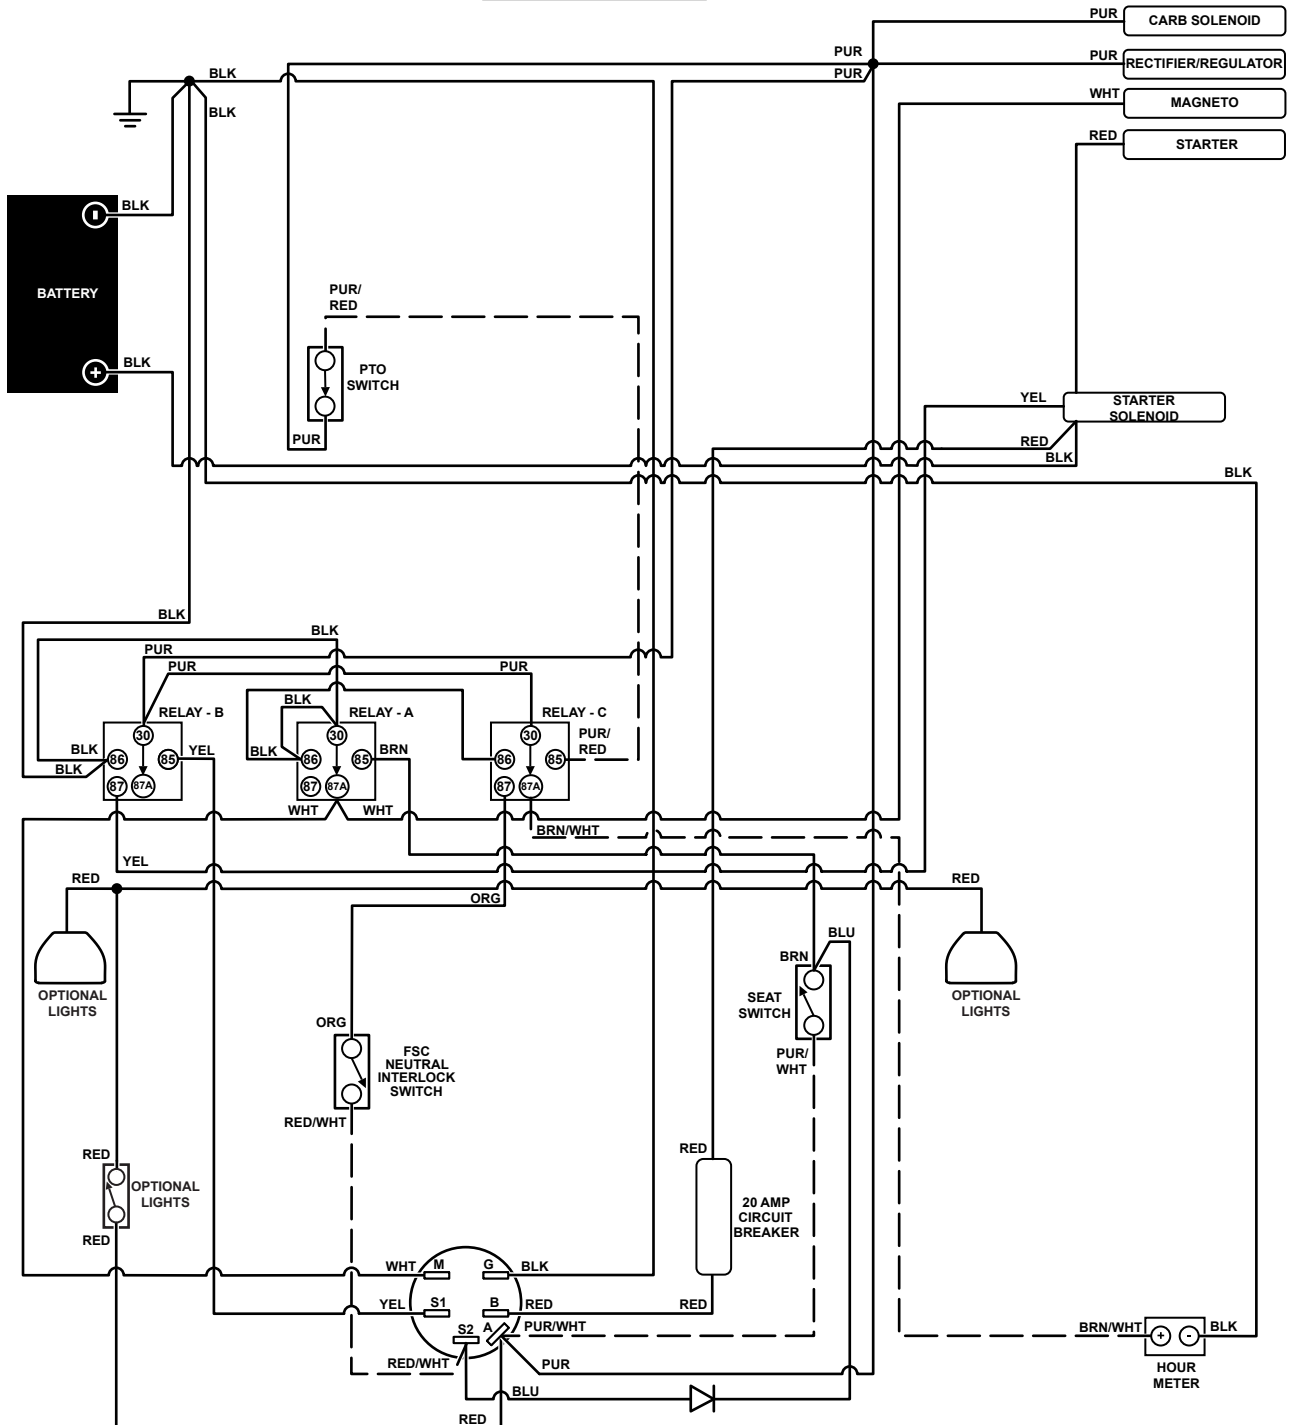 PUR
CARB SOLENOID
PUR
PUR
RECTIFIER/REGULATOR
BLK
PUR
WHT
MAGNETO
BLK
RED
STARTER
BLK
-
BATTERY
PUR/
RED
BLK
+
PTO
SWITCH
YEL
STARTER
SOLENOID
PUR
RED
BLK
BLK
BLK
BLK
PUR
PUR
PUR
BLK
RELAY - B
RELAY - A
RELAY - C
30
30
30
PUR/
RED
BLK
86
85
YEL
BLK
86
85
BRN
86
85
BLK
87
87A
87
87A
87
87A
WHT
WHT
BRN/WHT
YEL
RED
RED
ORG
BLU
BRN
OPTIONAL
LIGHTS
SEAT
SWITCH
OPTIONAL
LIGHTS
ORG
FSC
NEUTRAL
INTERLOCK
SWITCH
PUR/
WHT
RED/WHT
RED
RED
OPTIONAL
LIGHTS
20 AMP
CIRCUIT
BREAKER
RED
WHT
M
G
BLK
YEL
S1
B
RED
RED
S2
A
PUR/WHT
BRN/WHT
+
-
BLK
RED/WHT
PUR
HOUR
METER
BLU
RED